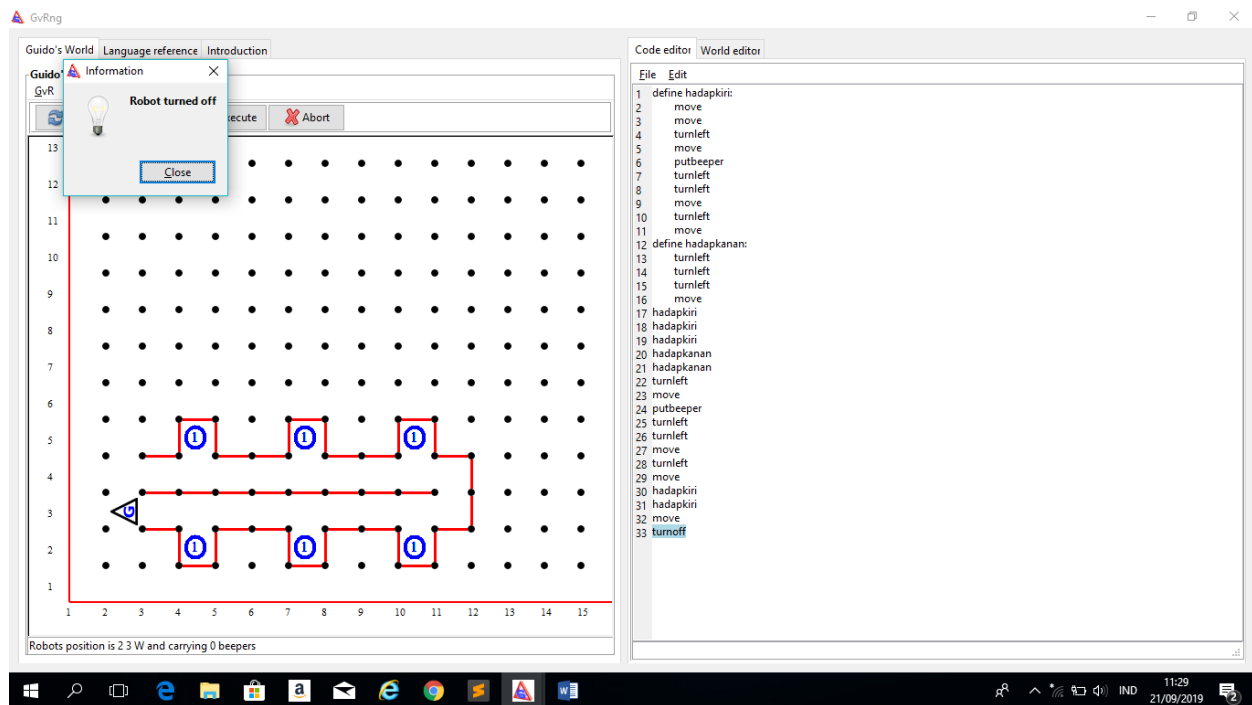 GvRng
Guido's World Language reference Introduction
Guido'
GvR
Information
Robot turned off
Close
ecute Abort
13
12
11
10
9
8
7
6
5
4
3
2
1
1 1 1
G
1 1 1
1 2 3 4 5 6 7 8 9 10 11 12 13 14 15
Robots position is 2 3 W and carrying 0 beepers
Code editor World editor
File Edit
1 define hadapkiri:
2 move
3 move
4 turnleft
5 move
6 putbeeper
7 turnleft
8 turnleft
9 move
10 turnleft
11 move
12 define hadapkanan:
13 turnleft
14 turnleft
15 turnleft
16 move
17 hadapkiri
18 hadapkiri
19 hadapkiri
20 hadapkanan
21 hadapkanan
22 turnleft
23 move
24 putbeeper
25 turnleft
26 turnleft
27 move
28 turnleft
29 move
30 hadapkiri
31 hadapkiri
32 move
33 turnoff
IND
11:29
21/09/2019
2